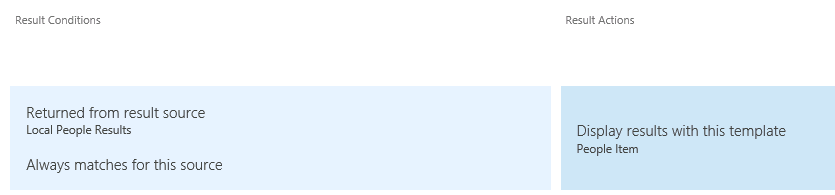 Result Conditions
Result Actions
Returned from result source
Local People Results
Always matches for this source
Display results with this template
People Item